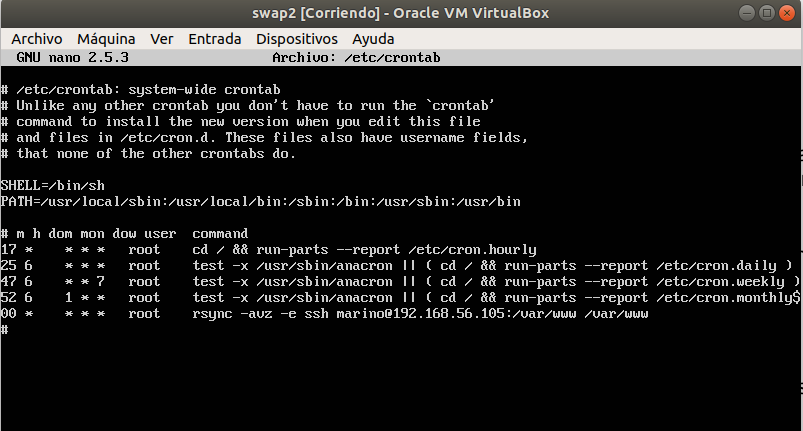 swap2 [Corriendo] - Oracle VM VirtualBox
Archivo Máquina Ver Entrada Dispositivos Ayuda
GNU nano 2.5.3 Archivo: /etc/crontab
# /etc/crontab: system-wide crontab
# Unlike any other crontab you don't have to run the `crontab'
# command to install the new version when you edit this file
# and files in /etc/cron.d. These files also have username fields,
# that none of the other crontabs do.
SHELL=/bin/sh
PATH=/usr/local/sbin:/usr/local/bin:/sbin:/bin:/usr/sbin:/usr/bin
# m h dom mon dow user command
17 * * * * root cd / && run-parts --report /etc/cron.hourly
25 6 * * * root test -x /usr/sbin/anacron || ( cd / && run-parts --report /etc/cron.daily )
47 6 * * 7 root test -x /usr/sbin/anacron || ( cd / && run-parts --report /etc/cron.weekly )
52 6 1 * * root test -x /usr/sbin/anacron || ( cd / && run-parts --report /etc/cron.monthly$
00 * * * * root rsync -avz -e ssh marino@192.168.56.105:/var/www /var/www
#